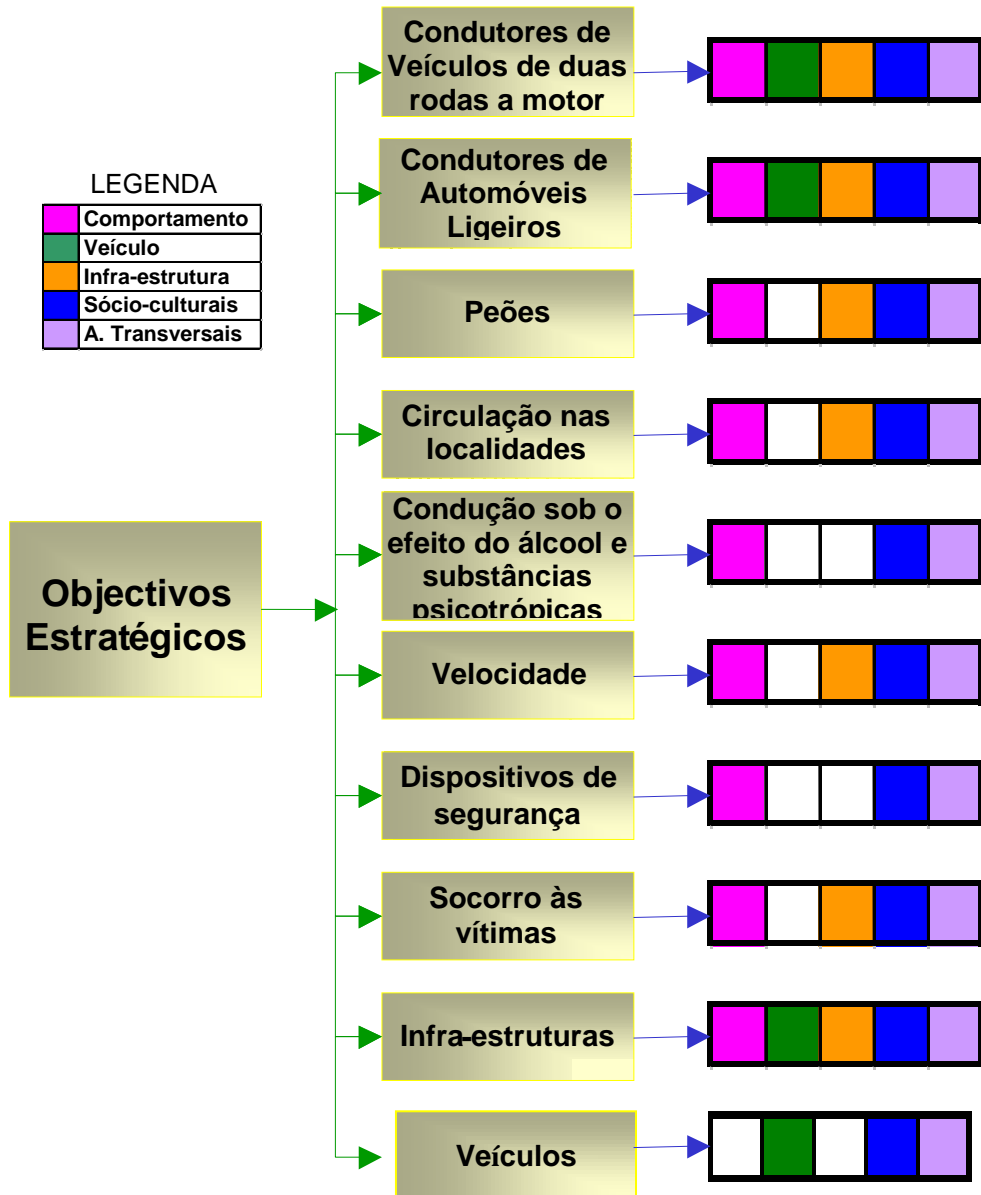 Condutores de
Veículos de duas
rodas a motor
Condutores de
Automóveis
Ligeiros
LEGENDA
Comportamento
Veículo
Infra-estrutura
Sócio-culturais
A. Transversais
Peões
Circulação nas
localidades
Condução sob o
efeito do álcool e
substâncias
psicotrópicas
Objectivos
Estratégicos
Velocidade
Dispositivos de
segurança
Socorro às
vítimas
Infra-estruturas
Veículos